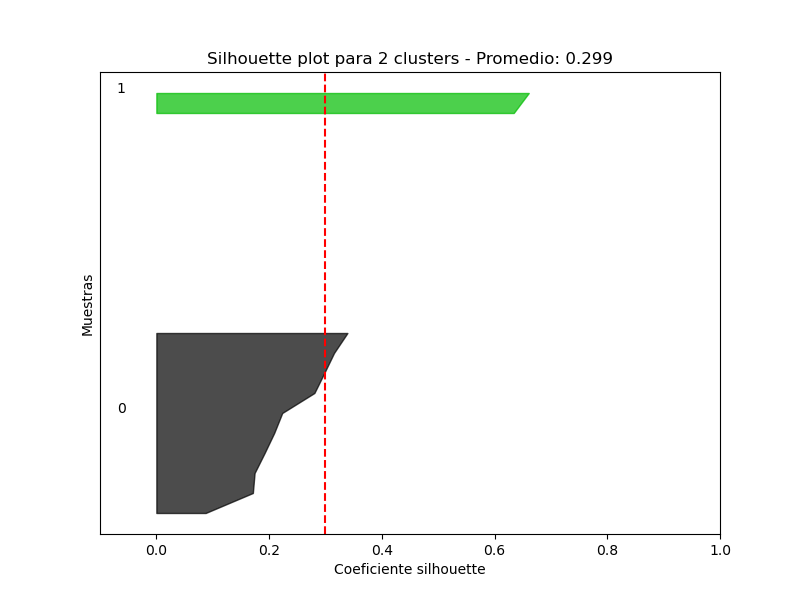 Silhouette plot para 2 clusters - Promedio: 0.299
1
Muestras
0
0.0 0.2 0.4 0.6 0.8 1.0
Coeficiente silhouette